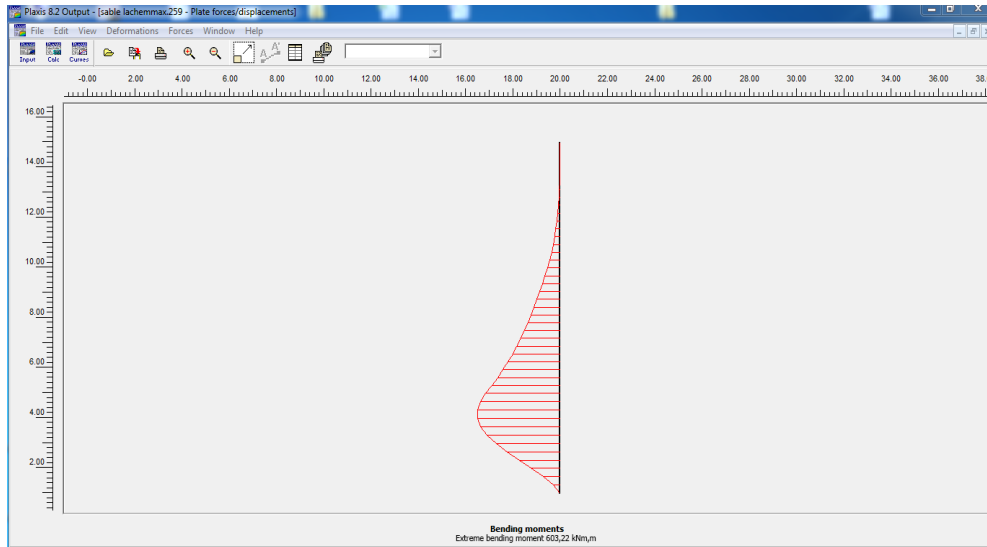 Plaxis 8.2 Output - [sable lachemmax.259 - Plate forces/displacements]
File Edit View Deformations Forces Window Help
PLAXIS PLAXIS PLAXIS
Input Calc Curves
A A*
-0.00 2.00 4.00 6.00 8.00 10.00 12.00 14.00 16.00 18.00 20.00 22.00 24.00 26.00 28.00 30.00 32.00 34.00 36.00 38.
16.00
14.00
12.00
10.00
8.00
6.00
4.00
2.00
Bending moments
Extreme bending moment 603,22 kNm,m